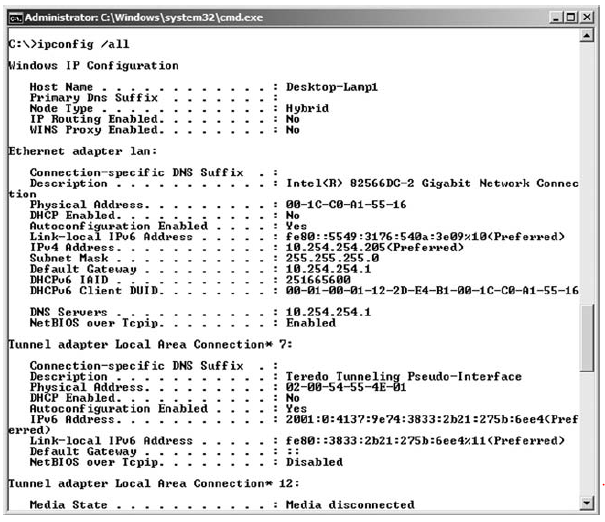 Administrator: C:\Windows\system32\cmd.exe
C:\>ipconfig /all
Windows IP Configuration
Host Name . . . . . . . . . . . . : Desktop-Lamp1
Primary Dns Suffix . . . . . . . :
Node Type . . . . . . . . . . . . : Hybrid
IP Routing Enabled. . . . . . . . : No
WINS Proxy Enabled. . . . . . . . : No
Ethernet adapter lan:
Connection-specific DNS Suffix . :
Description . . . . . . . . . . . : Intel(R) 82566DC-2 Gigabit Network Connec
tion
Physical Address. . . . . . . . . : 00-1C-C0-A1-55-16
DHCP Enabled. . . . . . . . . . . : No
Autoconfiguration Enabled . . . . : Yes
Link-local IPv6 Address . . . . . : fe80::5549:3176:540a:3e09%10(Preferred)
IPv4 Address. . . . . . . . . . . : 10.254.254.205(Preferred)
Subnet Mask . . . . . . . . . . . : 255.255.255.0
Default Gateway . . . . . . . . . : 10.254.254.1
DHCPv6 IAID . . . . . . . . . . . : 251665600
DHCPv6 Client DUID. . . . . . . . : 00-01-00-01-12-2D-E4-B1-00-1C-C0-A1-55-16
DNS Servers . . . . . . . . . . . : 10.254.254.1
NetBIOS over Tcpip. . . . . . . . : Enabled
Tunnel adapter Local Area Connection* 7:
Connection-specific DNS Suffix . :
Description . . . . . . . . . . . : Teredo Tunneling Pseudo-Interface
Physical Address. . . . . . . . . : 02-00-54-55-4E-01
DHCP Enabled. . . . . . . . . . . : No
Autoconfiguration Enabled . . . . : Yes
IPv6 Address. . . . . . . . . . . : 2001:0:4137:9e74:3833:2b21:275b:6ee4(Pref
erred)
Link-local IPv6 Address . . . . . : fe80::3833:2b21:275b:6ee4%11(Preferred)
Default Gateway . . . . . . . . . : ::
NetBIOS over Tcpip. . . . . . . . : Disabled
Tunnel adapter Local Area Connection* 12:
Media State . . . . . . . . . . . : Media disconnected